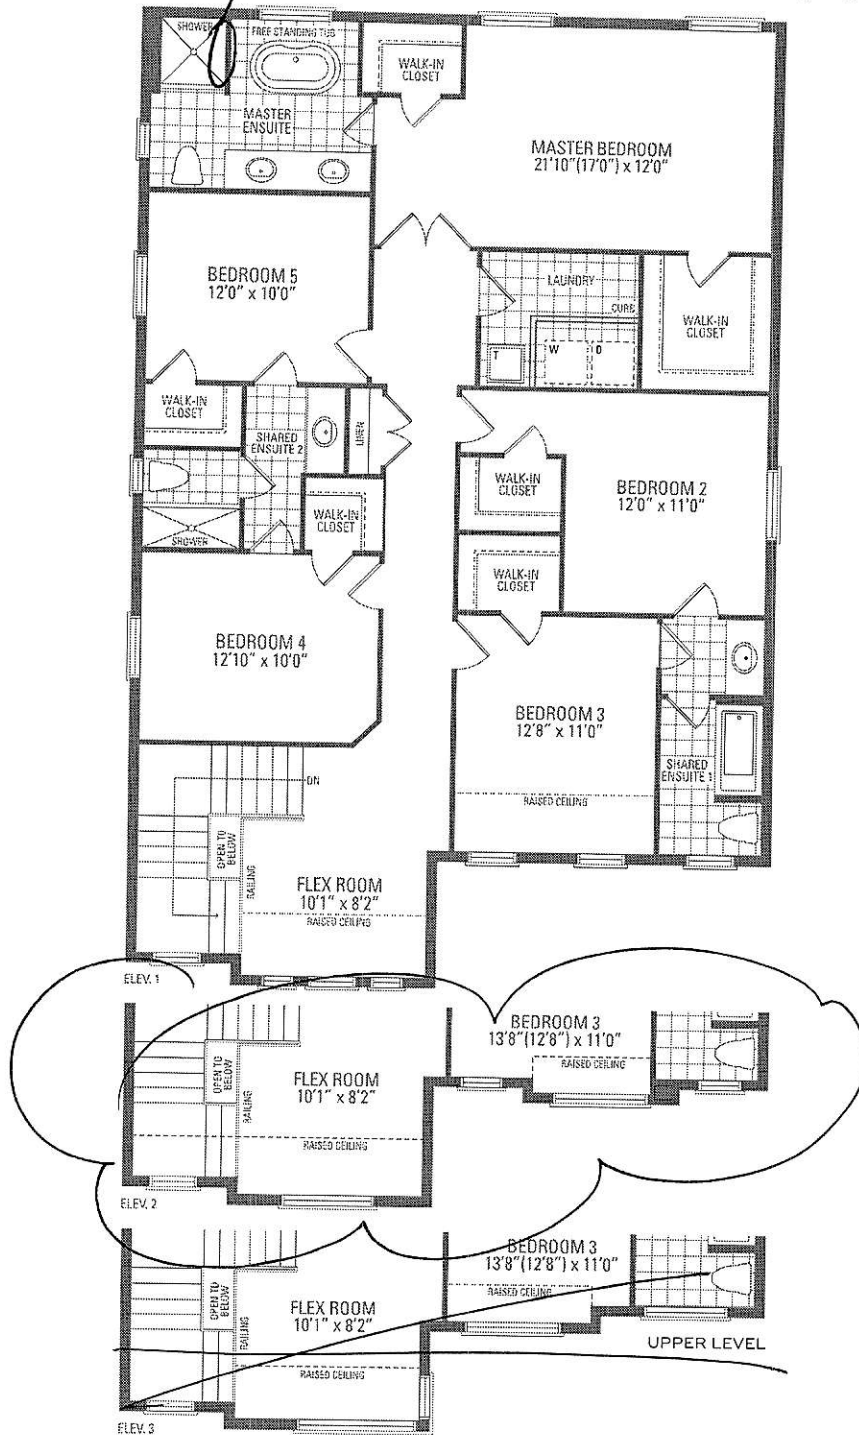 SHOWER
FREE STANDING TUB
WALK-IN
CLOSET
MASTER
ENSUITE
MASTER BEDROOM
21'10"(17'0") x 12'0"
BEDROOM 5
12'0" x 10'0"
LAUNDRY
CURB
T
W
D
WALK-IN
CLOSET
WALK-IN
CLOSET
SHARED
ENSUITE 2
LINEN
WALK-IN
CLOSET
BEDROOM 2
12'0" x 11'0"
WALK-IN
CLOSET
SHOWER
WALK-IN
CLOSET
BEDROOM 4
12'10" x 10'0"
BEDROOM 3
12'8" x 11'0"
SHARED
ENSUITE 1
RAISED CEILING
DN
OPEN TO
BELOW
RAILING
FLEX ROOM
10'1" x 8'2"
RAISED CEILING
ELEV. 1
BEDROOM 3
13'8"(12'8") x 11'0"
RAISED CEILING
OPEN TO
BELOW
RAILING
FLEX ROOM
10'1" x 8'2"
RAISED CEILING
ELEV. 2
BEDROOM 3
13'8"(12'8") x 11'0"
RAISED CEILING
OPEN TO
BELOW
RAILING
FLEX ROOM
10'1" x 8'2"
UPPER LEVEL
RAISED CEILING
ELEV. 3